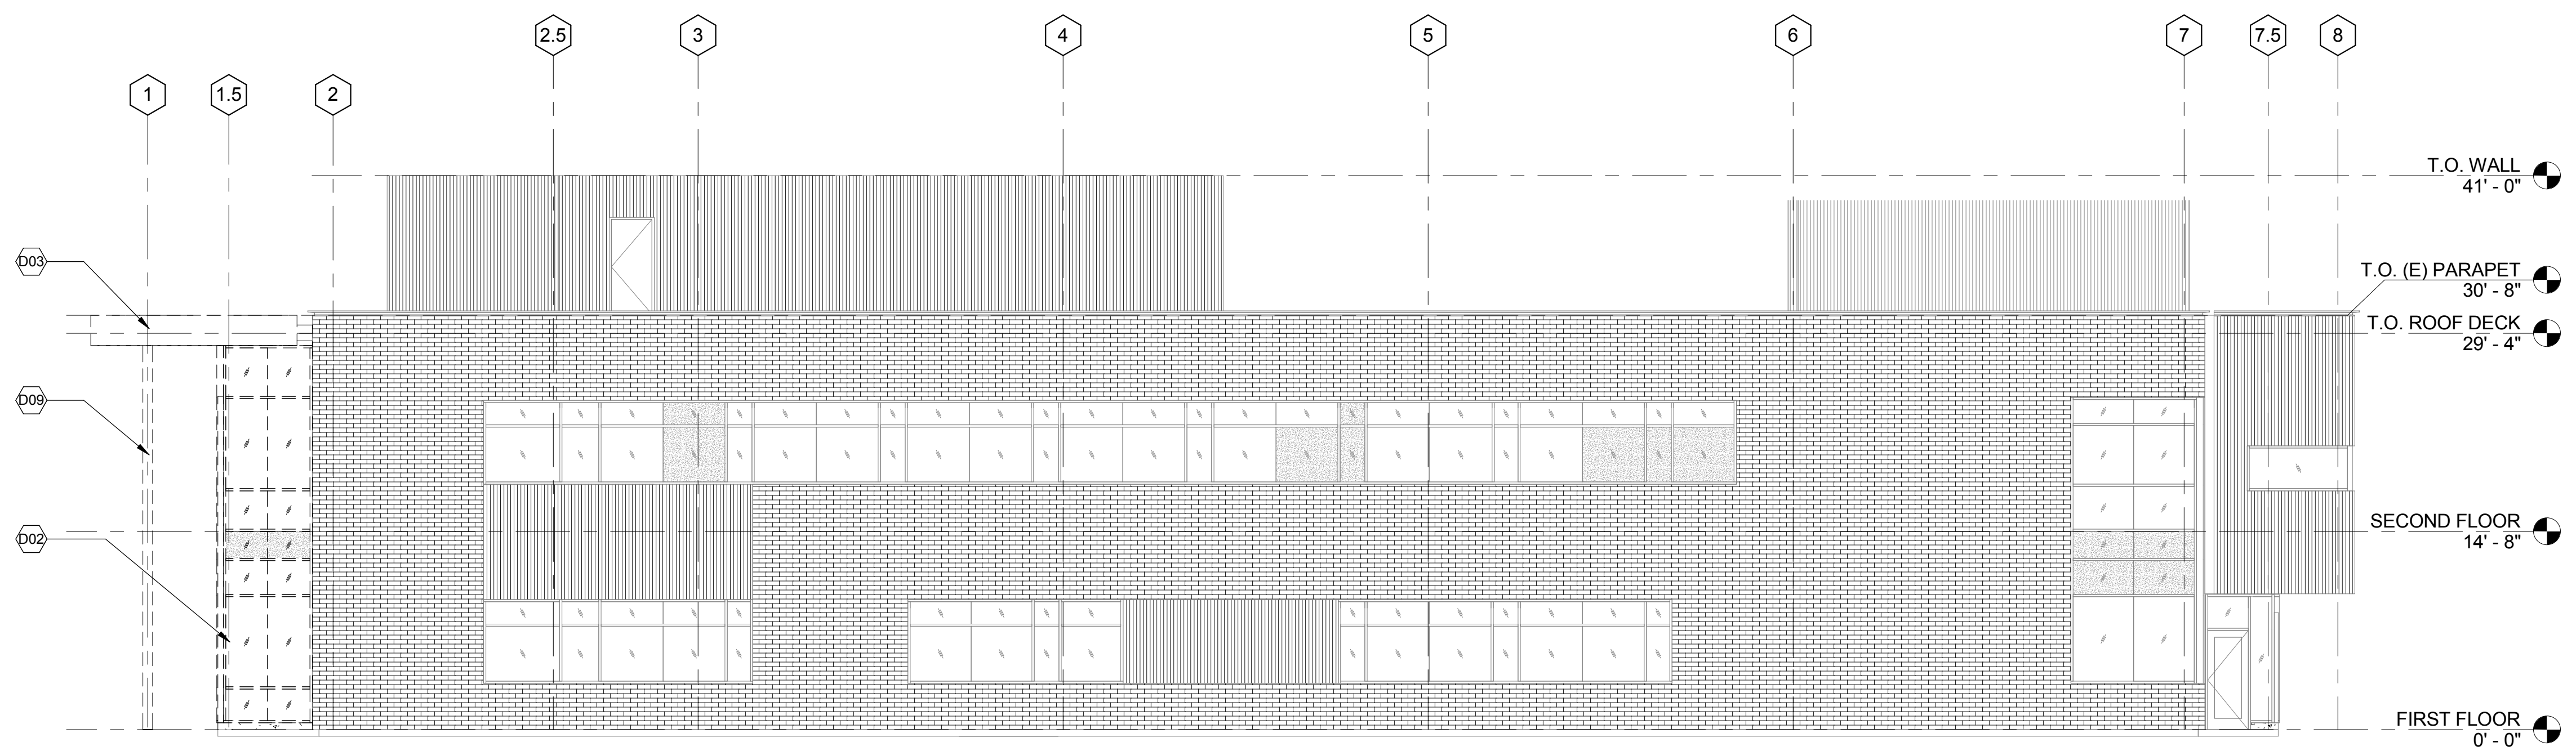 2.5
3
4
5
6
7
7.5
8
1
1.5
2
T.O. WALL
41' - 0"
D03
T.O. (E) PARAPET
30' - 8"
T.O. ROOF DECK
29' - 4"
D09
SECOND FLOOR
14' - 8"
D02
FIRST FLOOR
0' - 0"